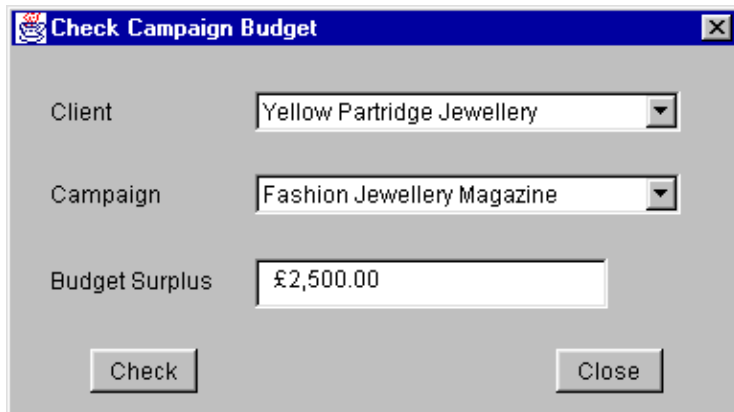 Check Campaign Budget
Client Yellow Partridge Jewellery
Campaign Fashion Jewellery Magazine
Budget Surplus £2,500.00
Check Close